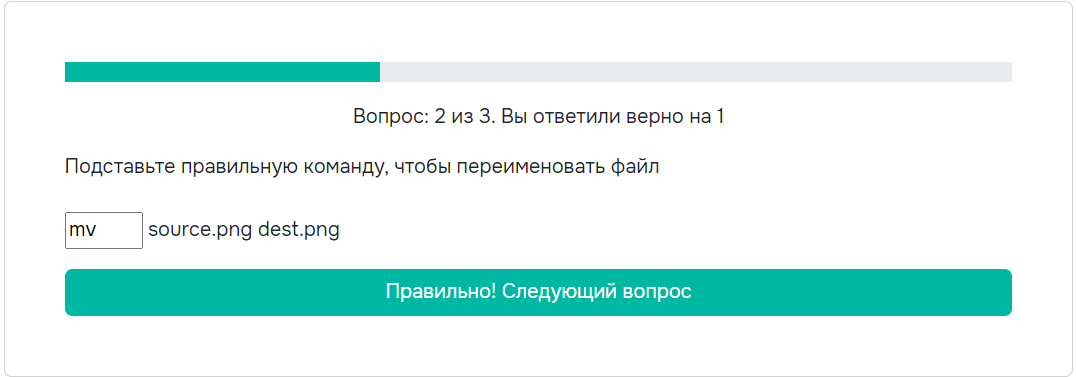 Вопрос: 2 из 3. Вы ответили верно на 1
Подставьте правильную команду, чтобы переименовать файл
mv source.png dest.png
Правильно! Следующий вопрос